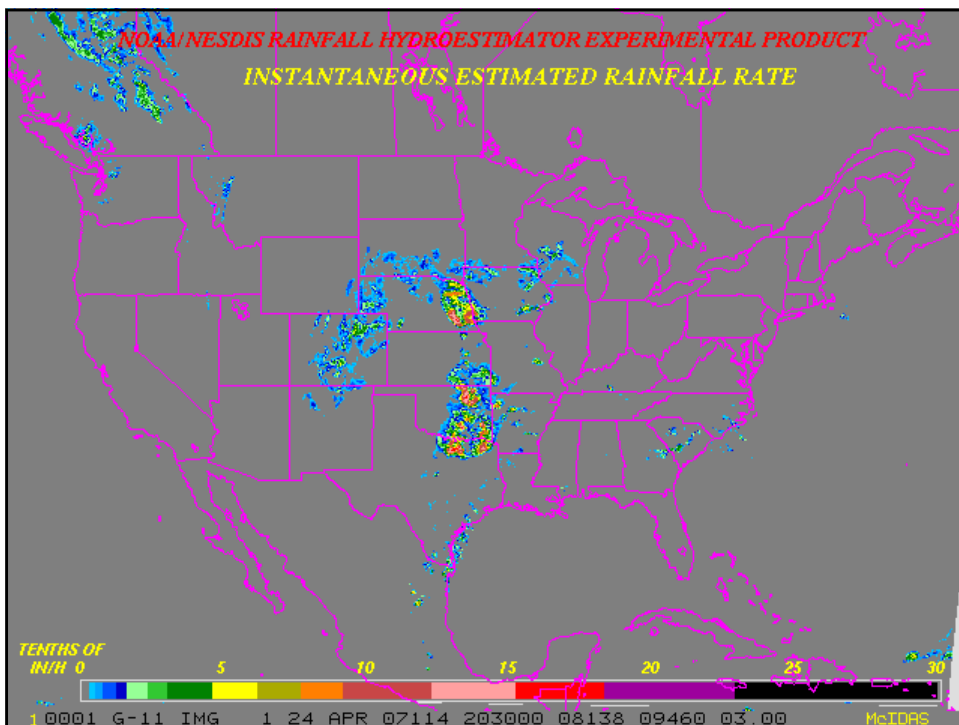 NOAA/NESDIS RAINFALL HYDROESTIMATOR EXPERIMENTAL PRODUCT
INSTANTANEOUS ESTIMATED RAINFALL RATE
TENTHS OF
IN/H 0 5 10 15 20 25 30
1 0001 G-11 IMG 1 24 APR 07114 203000 08138 09460 03.00 McIDAS